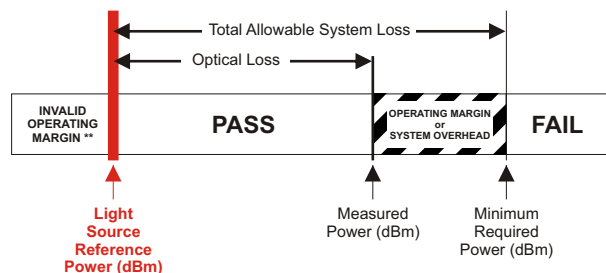 Total Allowable System Loss
Optical Loss
INVALID
OPERATING
MARGIN **
PASS
OPERATING MARGIN
or
SYSTEM OVERHEAD
FAIL
Light
Source
Reference
Power (dBm)
Measured
Power (dBm)
Minimum
Required
Power (dBm)